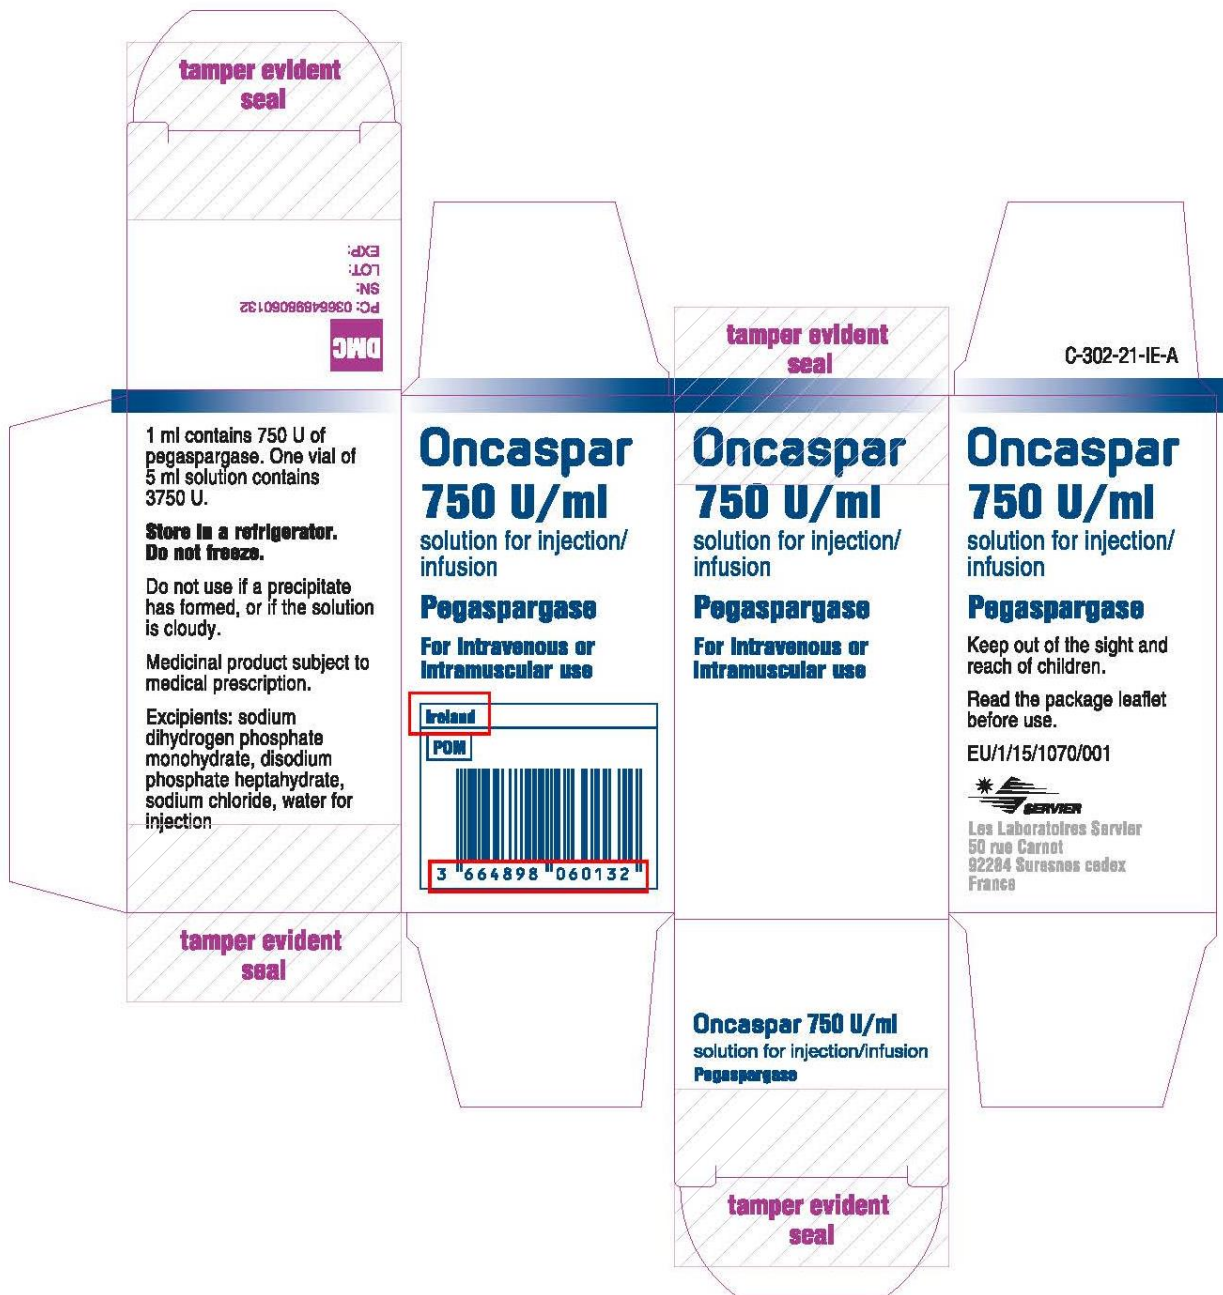 tamper evident
seal
EXP:
LOT:
SN:
PC: 03664898060132
DMC
1 ml contains 750 U of
pegaspargase. One vial of
5 ml solution contains
3750 U.
Store in a refrigerator.
Do not freeze.
Do not use if a precipitate
has formed, or if the solution
is cloudy.
Medicinal product subject to
medical prescription.
Excipients: sodium
dihydrogen phosphate
monohydrate, disodium
phosphate heptahydrate,
sodium chloride, water for
injection
tamper evident
seal
Oncaspar
750 U/ml
solution for injection/
infusion
Pegaspargase
For intravenous or
intramuscular use
Ireland
POM
3 664898 060132
tamper evident
seal
Oncaspar
750 U/ml
solution for injection/
infusion
Pegaspargase
For intravenous or
intramuscular use
Oncaspar 750 U/ml
solution for injection/infusion
Pegaspargase
tamper evident
seal
C-302-21-IE-A
Oncaspar
750 U/ml
solution for injection/
infusion
Pegaspargase
Keep out of the sight and
reach of children.
Read the package leaflet
before use.
EU/1/15/1070/001
SERVIER
Les Laboratoires Servier
50 rue Carnot
92284 Suresnes cedex
France